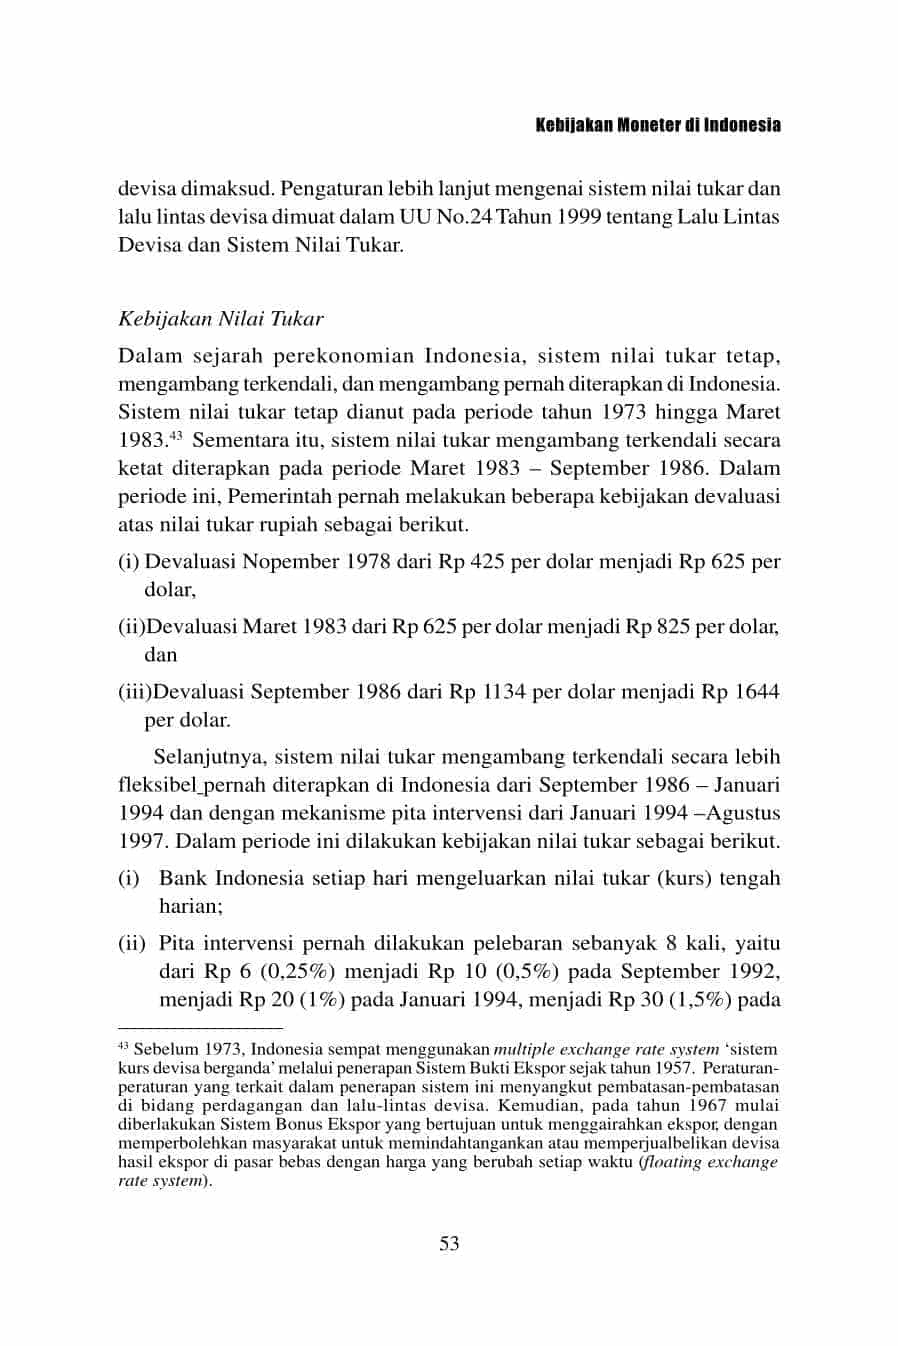 Kebijakan Moneter di Indonesia
devisa dimaksud. Pengaturan lebih lanjut mengenai sistem nilai tukar dan
lalu lintas devisa dimuat dalam UU No.24 Tahun 1999 tentang Lalu Lintas
Devisa dan Sistem Nilai Tukar.
Kebijakan Nilai Tukar
Dalam sejarah perekonomian Indonesia, sistem nilai tukar tetap,
mengambang terkendali, dan mengambang pernah diterapkan di Indonesia.
Sistem nilai tukar tetap dianut pada periode tahun 1973 hingga Maret
1983.⁴³ Sementara itu, sistem nilai tukar mengambang terkendali secara
ketat diterapkan pada periode Maret 1983 – September 1986. Dalam
periode ini, Pemerintah pernah melakukan beberapa kebijakan devaluasi
atas nilai tukar rupiah sebagai berikut.
(i) Devaluasi Nopember 1978 dari Rp 425 per dolar menjadi Rp 625 per
dolar,
(ii)Devaluasi Maret 1983 dari Rp 625 per dolar menjadi Rp 825 per dolar,
dan
(iii)Devaluasi September 1986 dari Rp 1134 per dolar menjadi Rp 1644
per dolar.
Selanjutnya, sistem nilai tukar mengambang terkendali secara lebih
fleksibel pernah diterapkan di Indonesia dari September 1986 – Januari
1994 dan dengan mekanisme pita intervensi dari Januari 1994 –Agustus
1997. Dalam periode ini dilakukan kebijakan nilai tukar sebagai berikut.
(i) Bank Indonesia setiap hari mengeluarkan nilai tukar (kurs) tengah
harian;
(ii) Pita intervensi pernah dilakukan pelebaran sebanyak 8 kali, yaitu
dari Rp 6 (0,25%) menjadi Rp 10 (0,5%) pada September 1992,
menjadi Rp 20 (1%) pada Januari 1994, menjadi Rp 30 (1,5%) pada
⁴³ Sebelum 1973, Indonesia sempat menggunakan multiple exchange rate system ‘sistem
kurs devisa berganda’ melalui penerapan Sistem Bukti Ekspor sejak tahun 1957. Peraturan-
peraturan yang terkait dalam penerapan sistem ini menyangkut pembatasan-pembatasan
di bidang perdagangan dan lalu-lintas devisa. Kemudian, pada tahun 1967 mulai
diberlakukan Sistem Bonus Ekspor yang bertujuan untuk menggairahkan ekspor, dengan
memperbolehkan masyarakat untuk memindahtangankan atau memperjualbelikan devisa
hasil ekspor di pasar bebas dengan harga yang berubah setiap waktu (floating exchange
rate system).
53